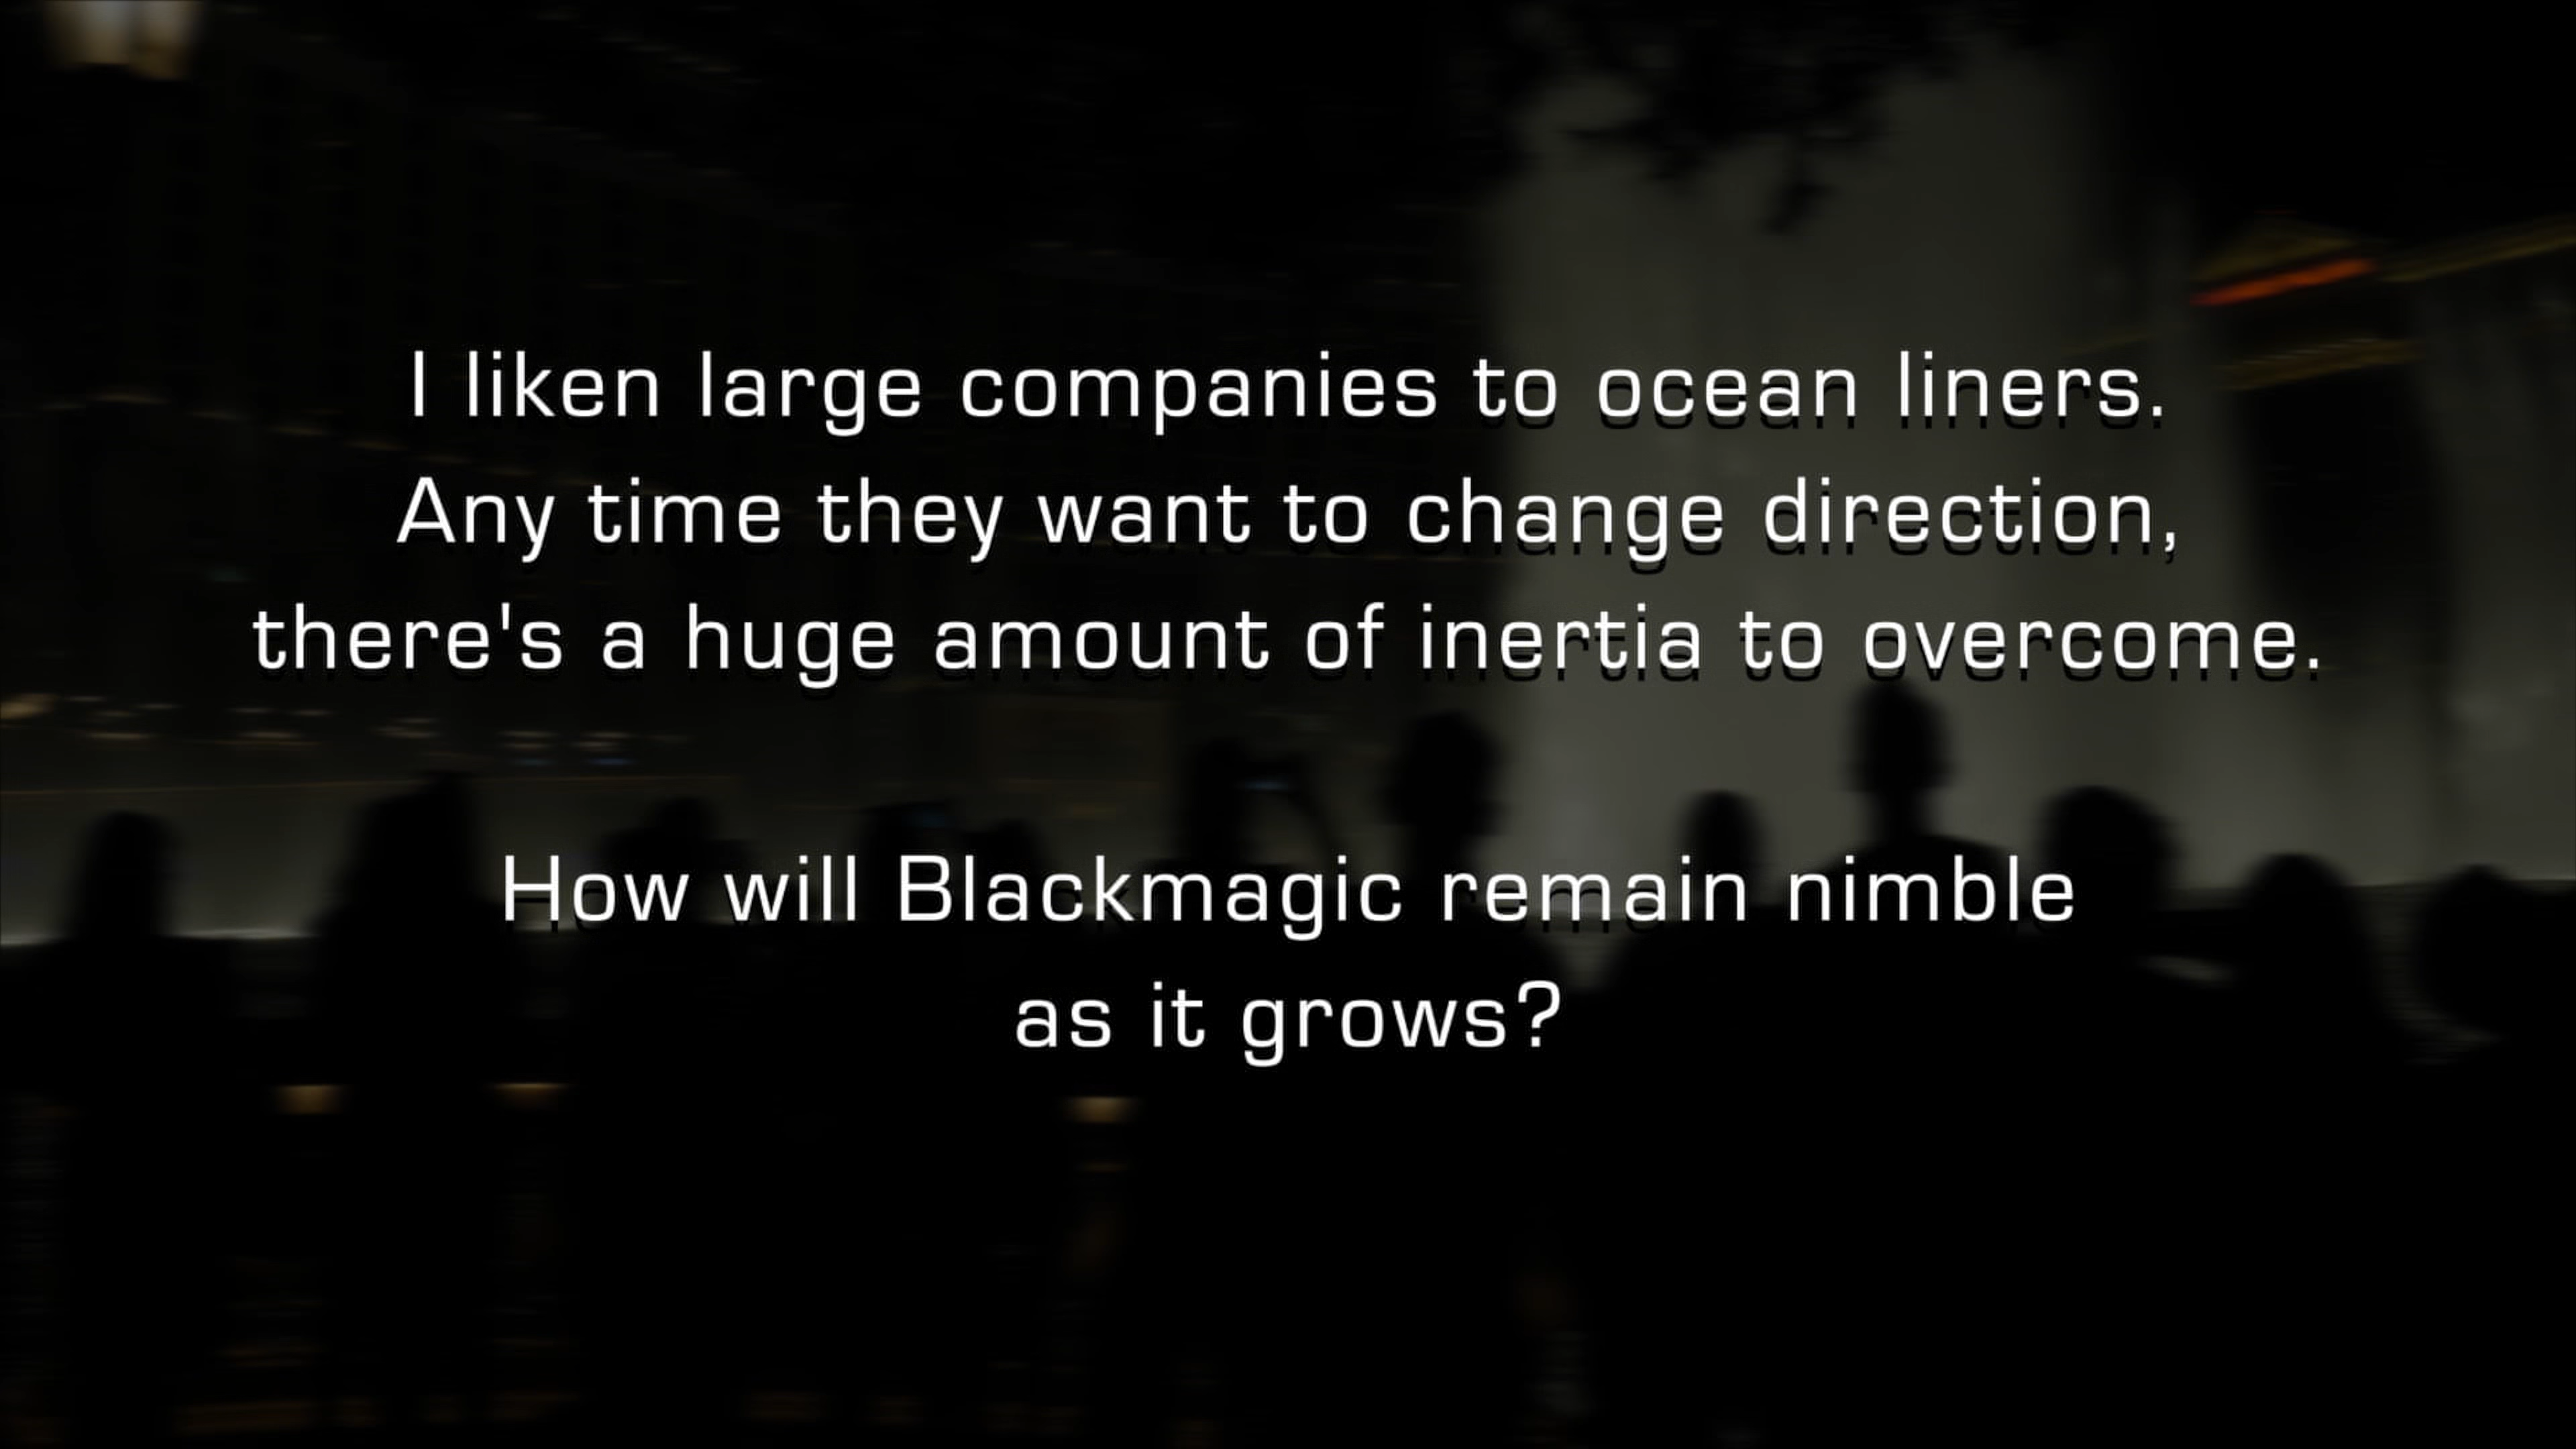 I liken large companies to ocean liners.
Any time they want to change direction,
there's a huge amount of inertia to overcome.
How will Blackmagic remain nimble
as it grows?